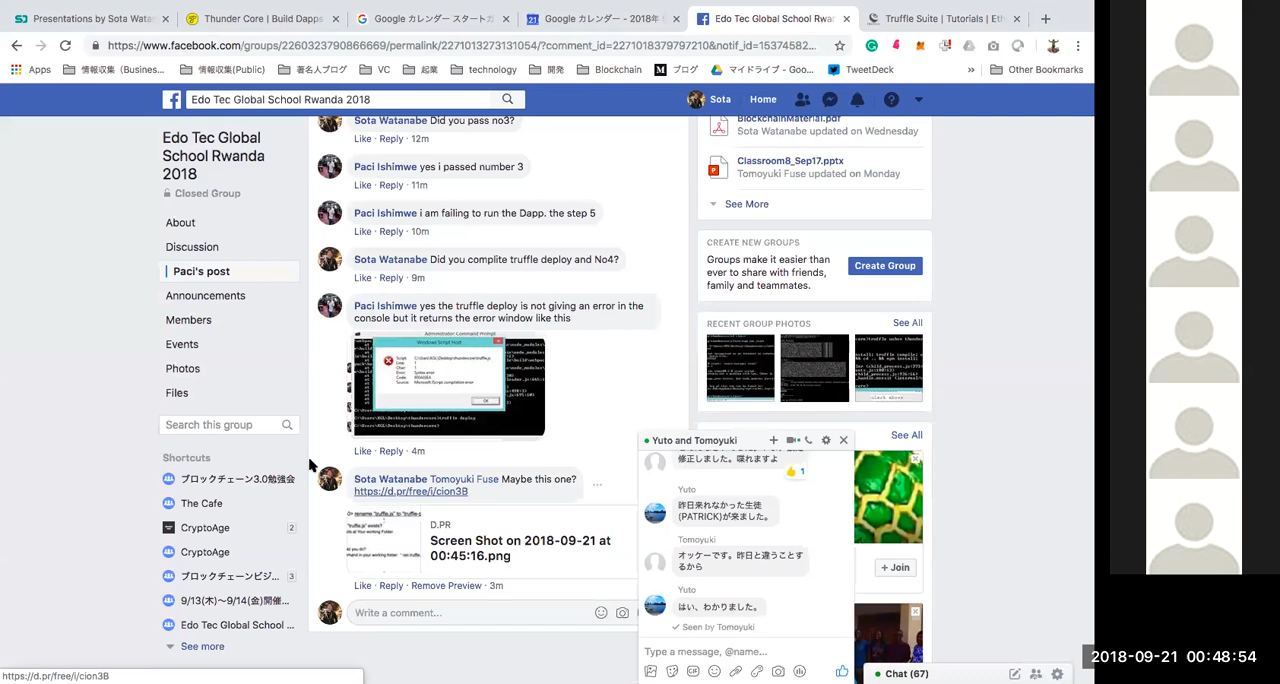 Presentations by Sota Watas
Thunder Core | Build Dapps
Google カレンダー スタートガ
Google カレンダー - 2018年
Edo Tec Global School Rwan
Truffle Suite | Tutorials | Eth
https://www.facebook.com/groups/2260323790866669/permalink/2271013273131054/?comment_id=2271018379797210&notif_id=15374582...
Apps
情報収集（Busines...
情報収集(Public)
著名人ブログ
VC
起業
technology
開発
Blockchain
ブログ
マイドライブ - Goo...
TweetDeck
»
Other Bookmarks
Edo Tec Global School Rwanda 2018
Sota
Home
Edo Tec Global
School Rwanda
2018
Closed Group
About
Discussion
Paci's post
Announcements
Members
Events
Photos
Files
Search this group
Shortcuts
ブロックチェーン3.0勉強会
The Cafe
CryptoAge 2
CryptoAge
ブロックチェーンビジ... 3
9/13(木)〜9/14(金)開催...
Edo Tec Global School ...
See more
https://d.pr/free/i/cion3B
Sota Watanabe Did you pass no3?
Like · Reply · 12m
Paci Ishimwe yes i passed number 3
Like · Reply · 11m
Paci Ishimwe i am failing to run the Dapp. the step 5
Like · Reply · 10m
Sota Watanabe Did you complite truffle deploy and No4?
Like · Reply · 9m
Paci Ishimwe yes the truffle deploy is not giving an error in the
console but it returns the error window like this
Administrator: Command Prompt
Windows Script Host
OK
Like · Reply · 4m
Sota Watanabe Tomoyuki Fuse Maybe this one?
https://d.pr/free/i/cion3B
D.PR
Screen Shot on 2018-09-21 at
00:45:16.png
Like · Reply · Remove Preview · 3m
Write a comment...
BlockchainMaterial.pdf
Sota Watanabe updated on Wednesday
Classroom8_Sep17.pptx
Tomoyuki Fuse updated on Monday
See More
CREATE NEW GROUPS
Groups make it easier than
ever to share with friends,
family and teammates.
Create Group
RECENT GROUP PHOTOS
See All
See All
+ Join
Yuto and Tomoyuki
修正しました。喋れますよ
1
Yuto
昨日来れなかった生徒
(PATRICK)が来ました。
Tomoyuki
オッケーです。昨日と違うことす
るから
Yuto
はい、わかりました。
Seen by Tomoyuki
Type a message, @name...
Chat (67)
2018-09-21 00:48:54